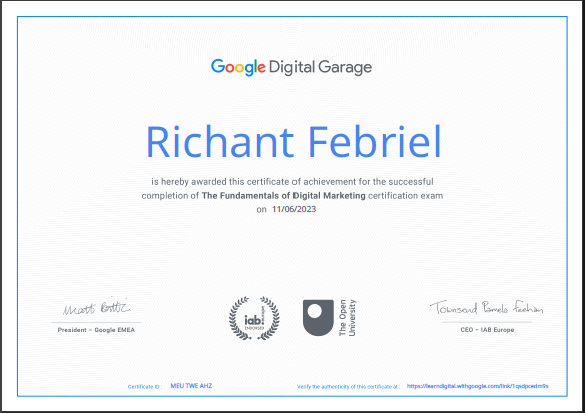 Google Digital Garage
Richant Febriel
is hereby awarded this certificate of achievement for the successful
completion of The Fundamentals of Digital Marketing certification exam
on 11/06/2023
iab.europe
ENDORSED
The Open
University
Townsend Pamela Feehan
President – Google EMEA
CEO – IAB Europe
Certificate ID : MEU TWE AHZ
Verify the authenticity of this certificate at : https://learndigital.withgoogle.com/link/1qsdpcedm9s